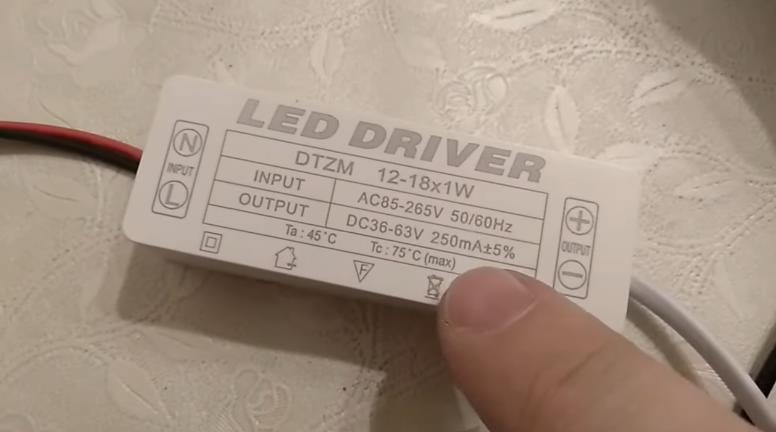 LED DRIVER
DTZM 12-18x1W
INPUT AC85-265V 50/60Hz
OUTPUT DC36-63V 250mA±5%
Ta : 45°C Tc : 75°C (max)
N
INPUT
L
+
OUTPUT
−
F